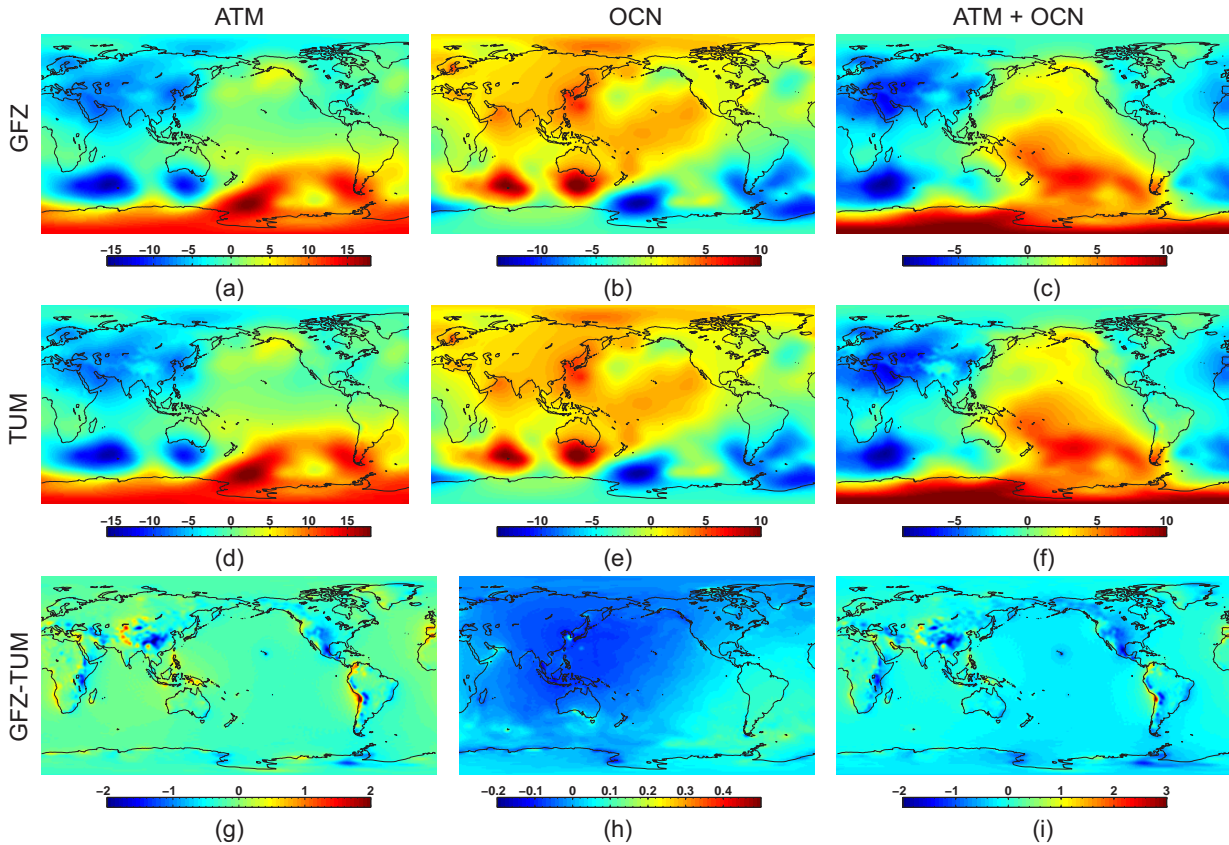 ATM OCN ATM + OCN
GFZ
−15 −10 −5 0 5 10 15
−10 −5 0 5 10
−5 0 5 10
(a) (b) (c)
TUM
−15 −10 −5 0 5 10 15
−10 −5 0 5 10
−5 0 5 10
(d) (e) (f)
GFZ-TUM
−2 −1 0 1 2
−0.2 −0.1 0 0.1 0.2 0.3 0.4
−2 −1 0 1 2 3
(g) (h) (i)